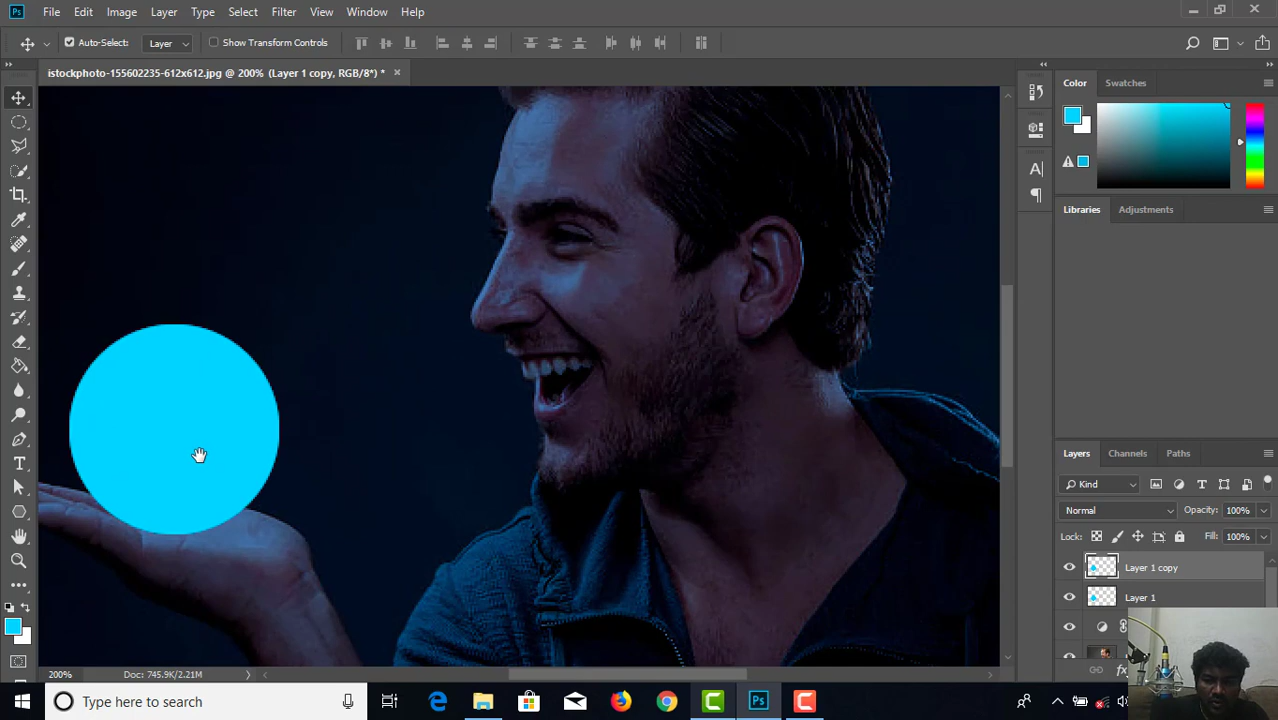 Ps File Edit Image Layer Type Select Filter View Window Help
Auto-Select: Layer Show Transform Controls
istockphoto-155602235-612x612.jpg @ 200% (Layer 1 copy, RGB/8*) *
Color Swatches
Libraries Adjustments
Layers Channels Paths
Kind
Normal Opacity: 100%
Lock: Fill: 100%
Layer 1 copy
Layer 1
fx
200% Doc: 745.9K/2.21M
Type here to search